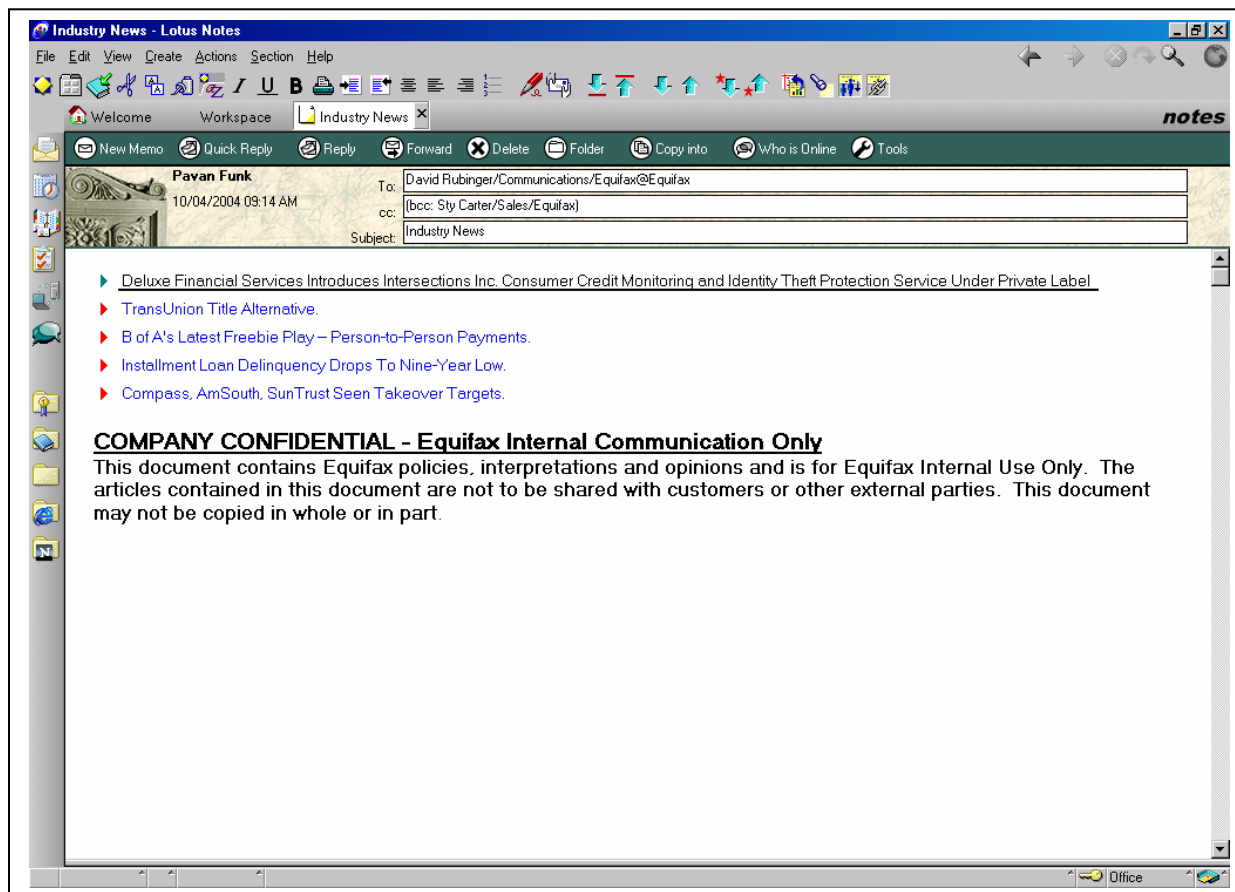 Industry News - Lotus Notes
File Edit View Create Actions Section Help
Welcome Workspace Industry News notes
New Memo Quick Reply Reply Forward Delete Folder Copy into Who is Online Tools
Pavan Funk
10/04/2004 09:14 AM
To: David Rubinger/Communications/Equifax@Equifax
cc: (bcc: Sty Carter/Sales/Equifax)
Subject: Industry News
Deluxe Financial Services Introduces Intersections Inc. Consumer Credit Monitoring and Identity Theft Protection Service Under Private Label
TransUnion Title Alternative.
B of A's Latest Freebie Play – Person-to-Person Payments.
Installment Loan Delinquency Drops To Nine-Year Low.
Compass, AmSouth, SunTrust Seen Takeover Targets.
COMPANY CONFIDENTIAL - Equifax Internal Communication Only
This document contains Equifax policies, interpretations and opinions and is for Equifax Internal Use Only. The
articles contained in this document are not to be shared with customers or other external parties. This document
may not be copied in whole or in part.
Office